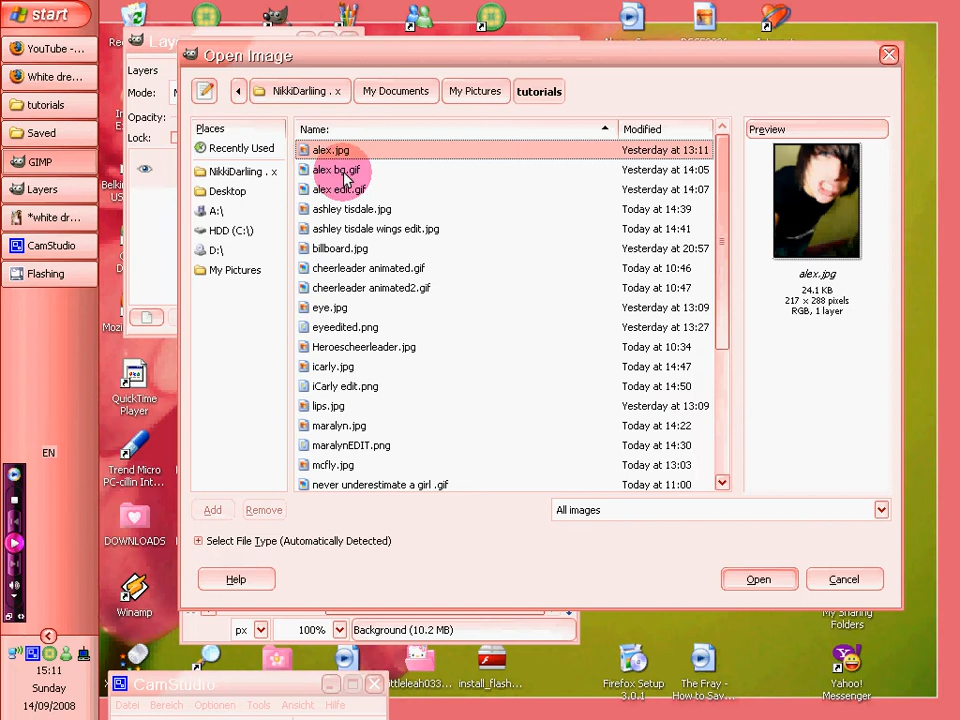 start
YouTube -...
White dre...
tutorials
Saved
GIMP
Layers
*white dr...
CamStudio
Flashing
EN
15:11
Sunday
14/09/2008
QuickTime
Player
Trend Micro
PC-cillin Int...
DOWNLOADS
Winamp
Layers
Mode:
Opacity:
Lock:
Open Image
NikkiDarliing . x
My Documents
My Pictures
tutorials
Places
Recently Used
NikkiDarliing . x
Desktop
A:\
HDD (C:\)
D:\
My Pictures
Name:
Modified
alex.jpg Yesterday at 13:11
alex bg.gif Yesterday at 14:05
alex edit.gif Yesterday at 14:07
ashley tisdale.jpg Today at 14:39
ashley tisdale wings edit.jpg Today at 14:41
billboard.jpg Yesterday at 20:57
cheerleader animated.gif Today at 10:46
cheerleader animated2.gif Today at 10:47
eye.jpg Yesterday at 13:09
eyeedited.png Yesterday at 13:27
Heroescheerleader.jpg Today at 10:34
icarly.jpg Today at 14:47
iCarly edit.png Today at 14:50
lips.jpg Yesterday at 13:09
maralyn.jpg Today at 14:22
maralynEDIT.png Today at 14:30
mcfly.jpg Today at 13:03
never underestimate a girl .gif Today at 11:00
Preview
alex.jpg
24.1 KB
217 x 288 pixels
RGB, 1 layer
Add
Remove
All images
Select File Type (Automatically Detected)
Help
Open
Cancel
px
100%
Background (10.2 MB)
My Sharing
Folders
install_flash...
Firefox Setup
3.0.1
The Fray -
How to Sav...
Yahoo!
Messenger
CamStudio
Datei Bereich Optionen Tools Ansicht Hilfe